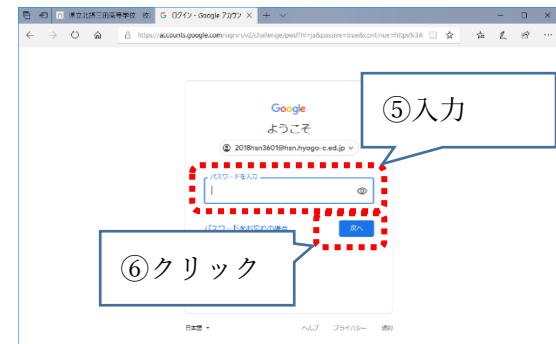 県立北摂三田高等学校 校
G ログイン - Google アカウン
https://accounts.google.com/signin/v2/challenge/pwd?hl=ja&passive=true&continue=https%3A
Google
ようこそ
2018hsn3601@hsn.hyogo-c.ed.jp
⑤入力
パスワードを入力
パスワードをお忘れの場合
次へ
⑥クリック
日本語
ヘルプ プライバシー 規約